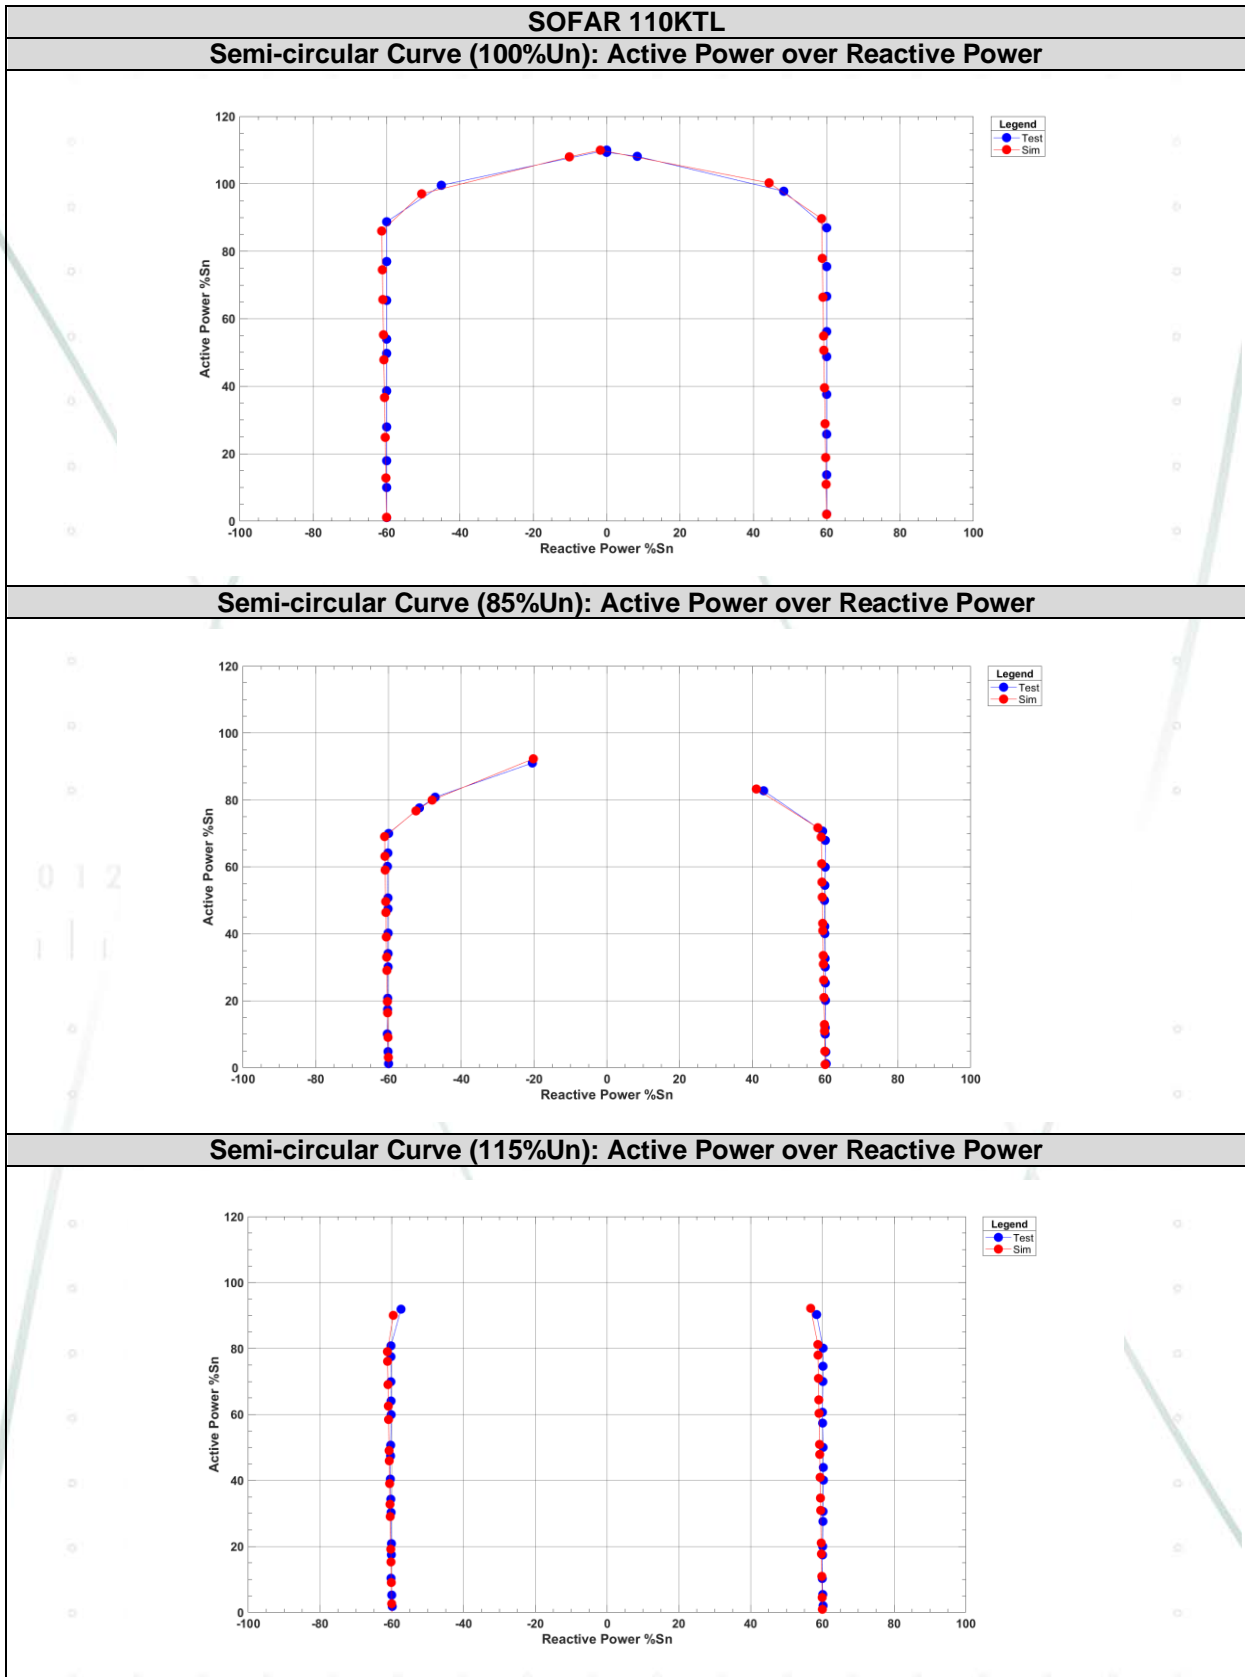 SOFAR 110KTL
Semi-circular Curve (100%Un): Active Power over Reactive Power
120
100
80
60
40
20
0
Active Power %Sn
-100 -80 -60 -40 -20 0 20 40 60 80 100
Reactive Power %Sn
Legend
Test
Sim
Semi-circular Curve (85%Un): Active Power over Reactive Power
120
100
80
60
40
20
0
Active Power %Sn
-100 -80 -60 -40 -20 0 20 40 60 80 100
Reactive Power %Sn
Legend
Test
Sim
0 1 2
Semi-circular Curve (115%Un): Active Power over Reactive Power
120
100
80
60
40
20
0
Active Power %Sn
-100 -80 -60 -40 -20 0 20 40 60 80 100
Reactive Power %Sn
Legend
Test
Sim